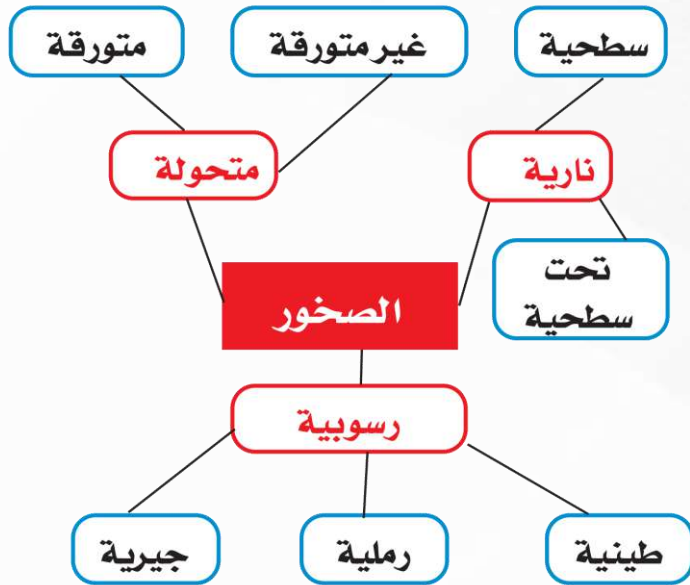 سطحية
غير متورقة
متورقة
نارية
متحولة
تحت
سطحية
الصخور
رسوبية
طينية
رملية
جيرية